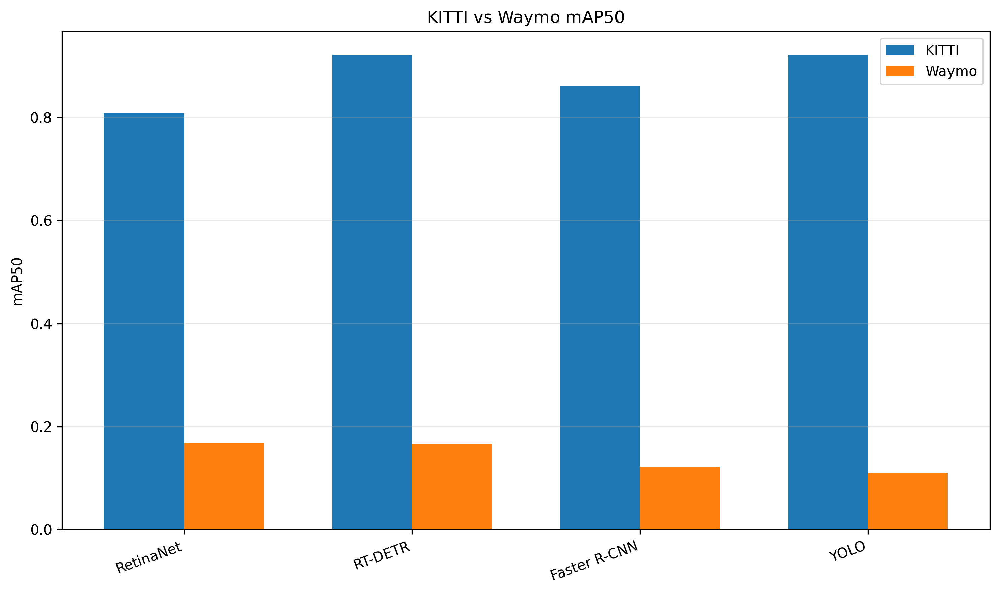 KITTI vs Waymo mAP50
KITTI
Waymo
mAP50
0.8
0.6
0.4
0.2
0.0
RetinaNet
RT-DETR
Faster R-CNN
YOLO